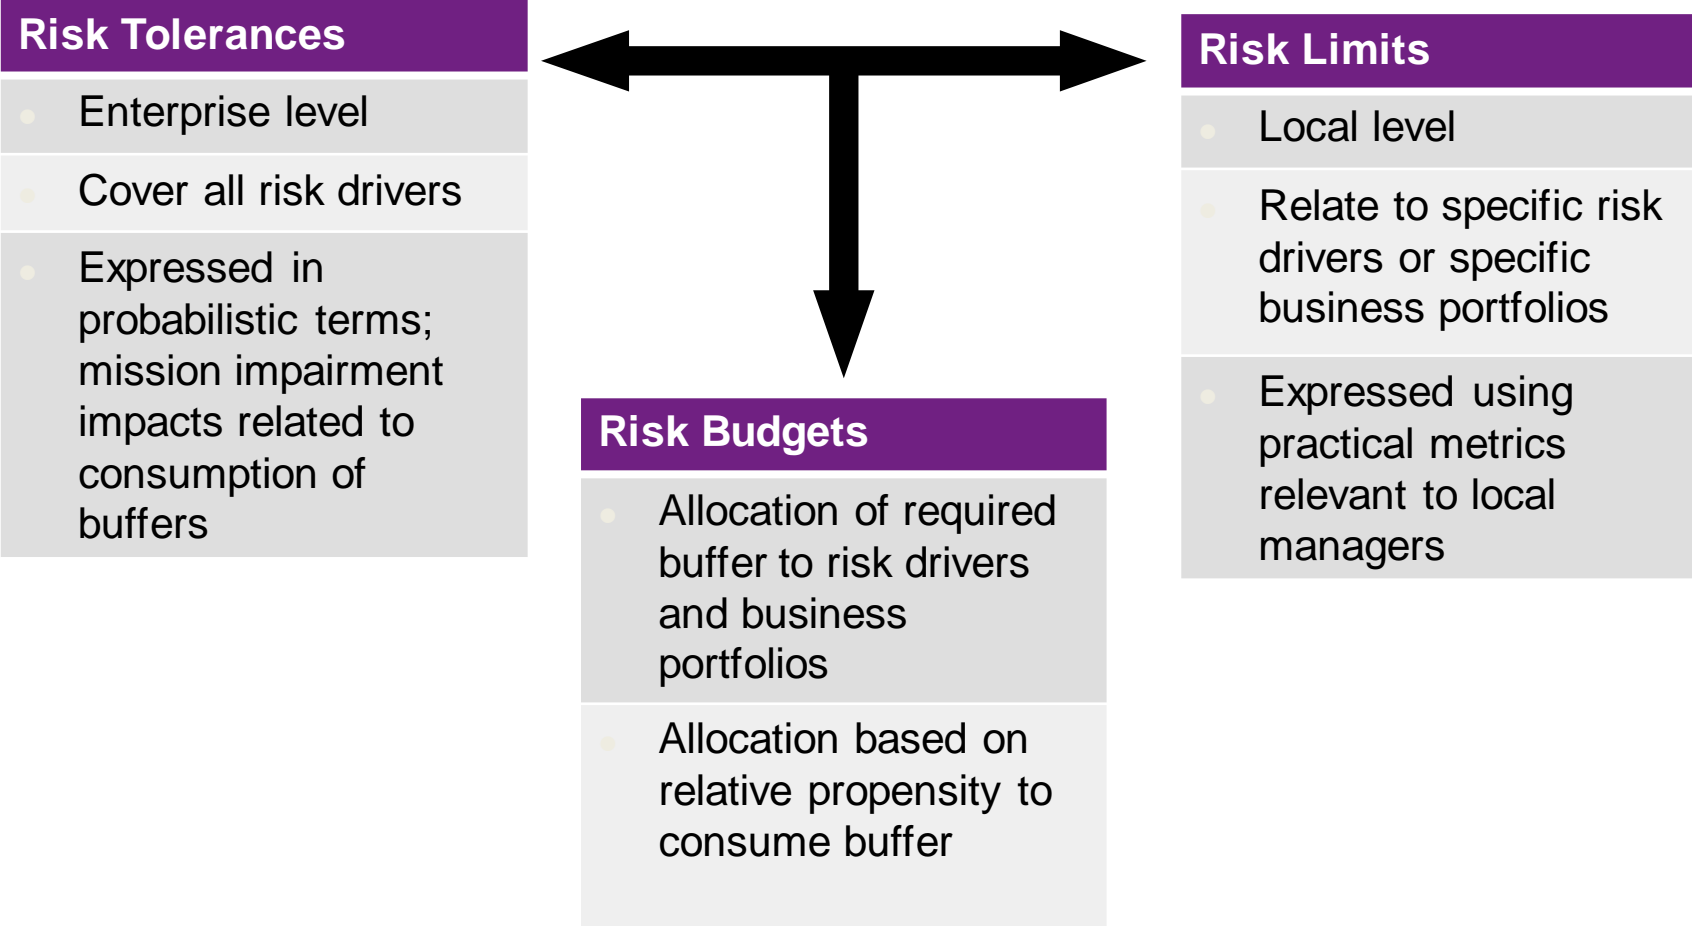 Risk Tolerances
Enterprise level
Cover all risk drivers
Expressed in
probabilistic terms;
mission impairment
impacts related to
consumption of
buffers
Risk Budgets
Allocation of required
buffer to risk drivers
and business
portfolios
Allocation based on
relative propensity to
consume buffer
Risk Limits
Local level
Relate to specific risk
drivers or specific
business portfolios
Expressed using
practical metrics
relevant to local
managers